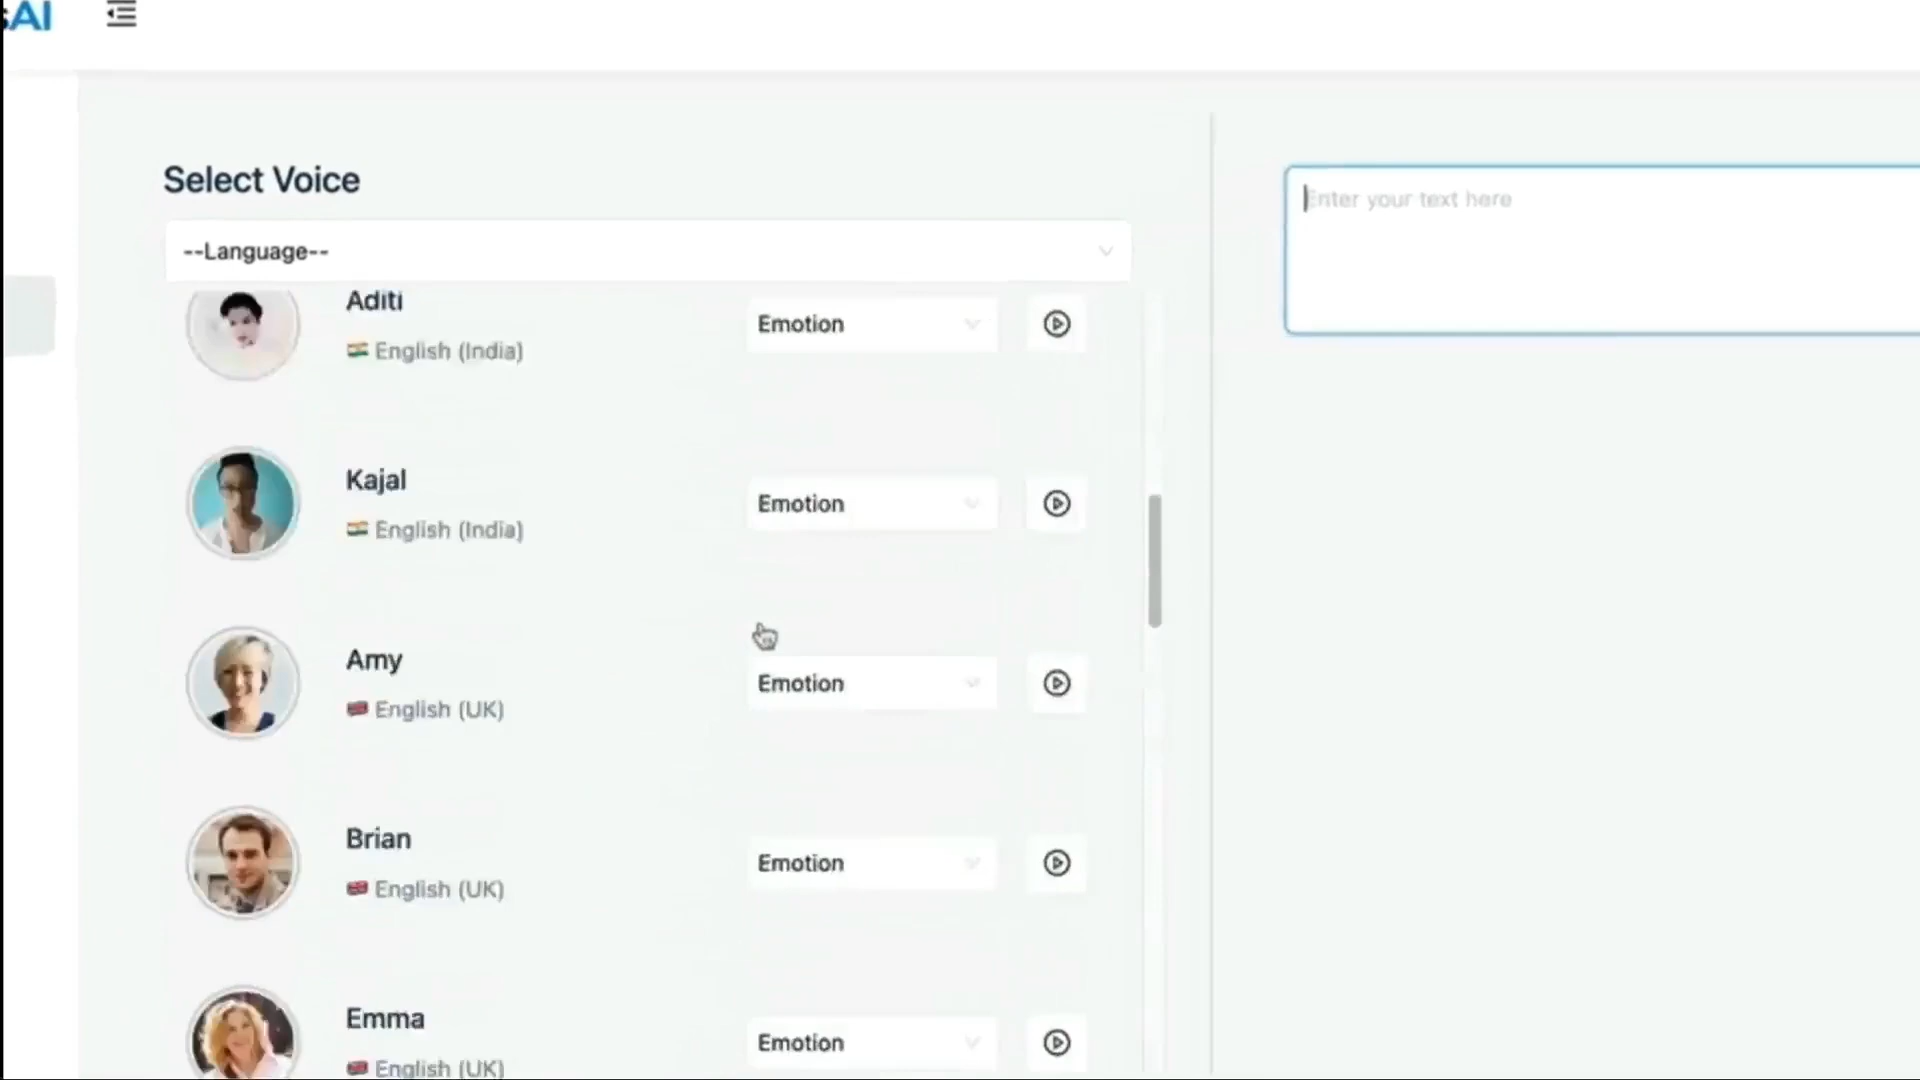 sAI
Select Voice
--Language--
Enter your text here
Aditi
English (India)
Emotion
Kajal
English (India)
Emotion
Amy
English (UK)
Emotion
Brian
English (UK)
Emotion
Emma
English (UK)
Emotion